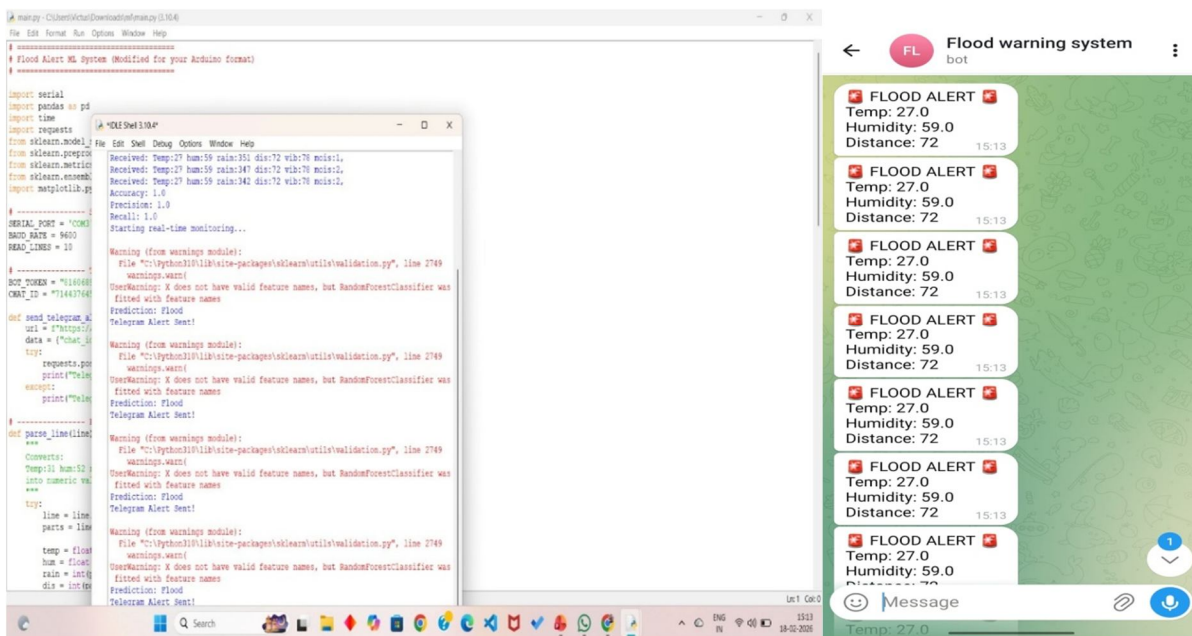 main.py - C:\Users\Victus\Downloads\ml\main.py (3.10.4)
File Edit Format Run Options Window Help
# ===================================
# Flood Alert ML System (Modified for your Arduino format)
# ===================================
import serial
import pandas as pd
import time
import requests
from sklearn.model_
from sklearn.preproc
from sklearn.metric
from sklearn.ensemb
import matplotlib.py
SERIAL_PORT = 'COM3
BAUD_RATE = 9600
READ_LINES = 10
BOT_TOKEN =
CHAT_ID =
def send_telegram_a
url = f"https:/
data = {"chat_i
try:
requests.pos
print("Tele
except:
print("Tele
def parse_line(line
"""
Converts:
Temp:31 hum:52
into numeric va
"""
try:
line = line
parts = line
temp = float
hum = float
rain = int(p
dis = int(pa
*IDLE Shell 3.10.4*
File Edit Shell Debug Options Window Help
Received: Temp:27 hum:59 rain:351 dis:72 vib:78 mois:1,
Received: Temp:27 hum:59 rain:347 dis:72 vib:78 mois:2,
Received: Temp:27 hum:59 rain:342 dis:72 vib:78 mois:2,
Accuracy: 1.0
Precision: 1.0
Recall: 1.0
Starting real-time monitoring...
Warning (from warnings module):
File "C:\Python310\lib\site-packages\sklearn\utils\validation.py", line 2749
warnings.warn(
UserWarning: X does not have valid feature names, but RandomForestClassifier was
fitted with feature names
Prediction: Flood
Telegram Alert Sent!
Warning (from warnings module):
File "C:\Python310\lib\site-packages\sklearn\utils\validation.py", line 2749
warnings.warn(
UserWarning: X does not have valid feature names, but RandomForestClassifier was
fitted with feature names
Prediction: Flood
Telegram Alert Sent!
Warning (from warnings module):
File "C:\Python310\lib\site-packages\sklearn\utils\validation.py", line 2749
warnings.warn(
UserWarning: X does not have valid feature names, but RandomForestClassifier was
fitted with feature names
Prediction: Flood
Telegram Alert Sent!
Warning (from warnings module):
File "C:\Python310\lib\site-packages\sklearn\utils\validation.py", line 2749
warnings.warn(
UserWarning: X does not have valid feature names, but RandomForestClassifier was
fitted with feature names
Prediction: Flood
Telegram Alert Sent!
Ln: 1 Col: 0
Search
ENG
IN
15:13
18-02-2026
FL
Flood warning system
bot
🚨 FLOOD ALERT 🚨
Temp: 27.0
Humidity: 59.0
Distance: 72
15:13
🚨 FLOOD ALERT 🚨
Temp: 27.0
Humidity: 59.0
Distance: 72
15:13
🚨 FLOOD ALERT 🚨
Temp: 27.0
Humidity: 59.0
Distance: 72
15:13
🚨 FLOOD ALERT 🚨
Temp: 27.0
Humidity: 59.0
Distance: 72
15:13
🚨 FLOOD ALERT 🚨
Temp: 27.0
Humidity: 59.0
Distance: 72
15:13
🚨 FLOOD ALERT 🚨
Temp: 27.0
Humidity: 59.0
Distance: 72
15:13
🚨 FLOOD ALERT 🚨
Temp: 27.0
Humidity: 59.0
Distance: 72
1
Message
Temp: 27.0